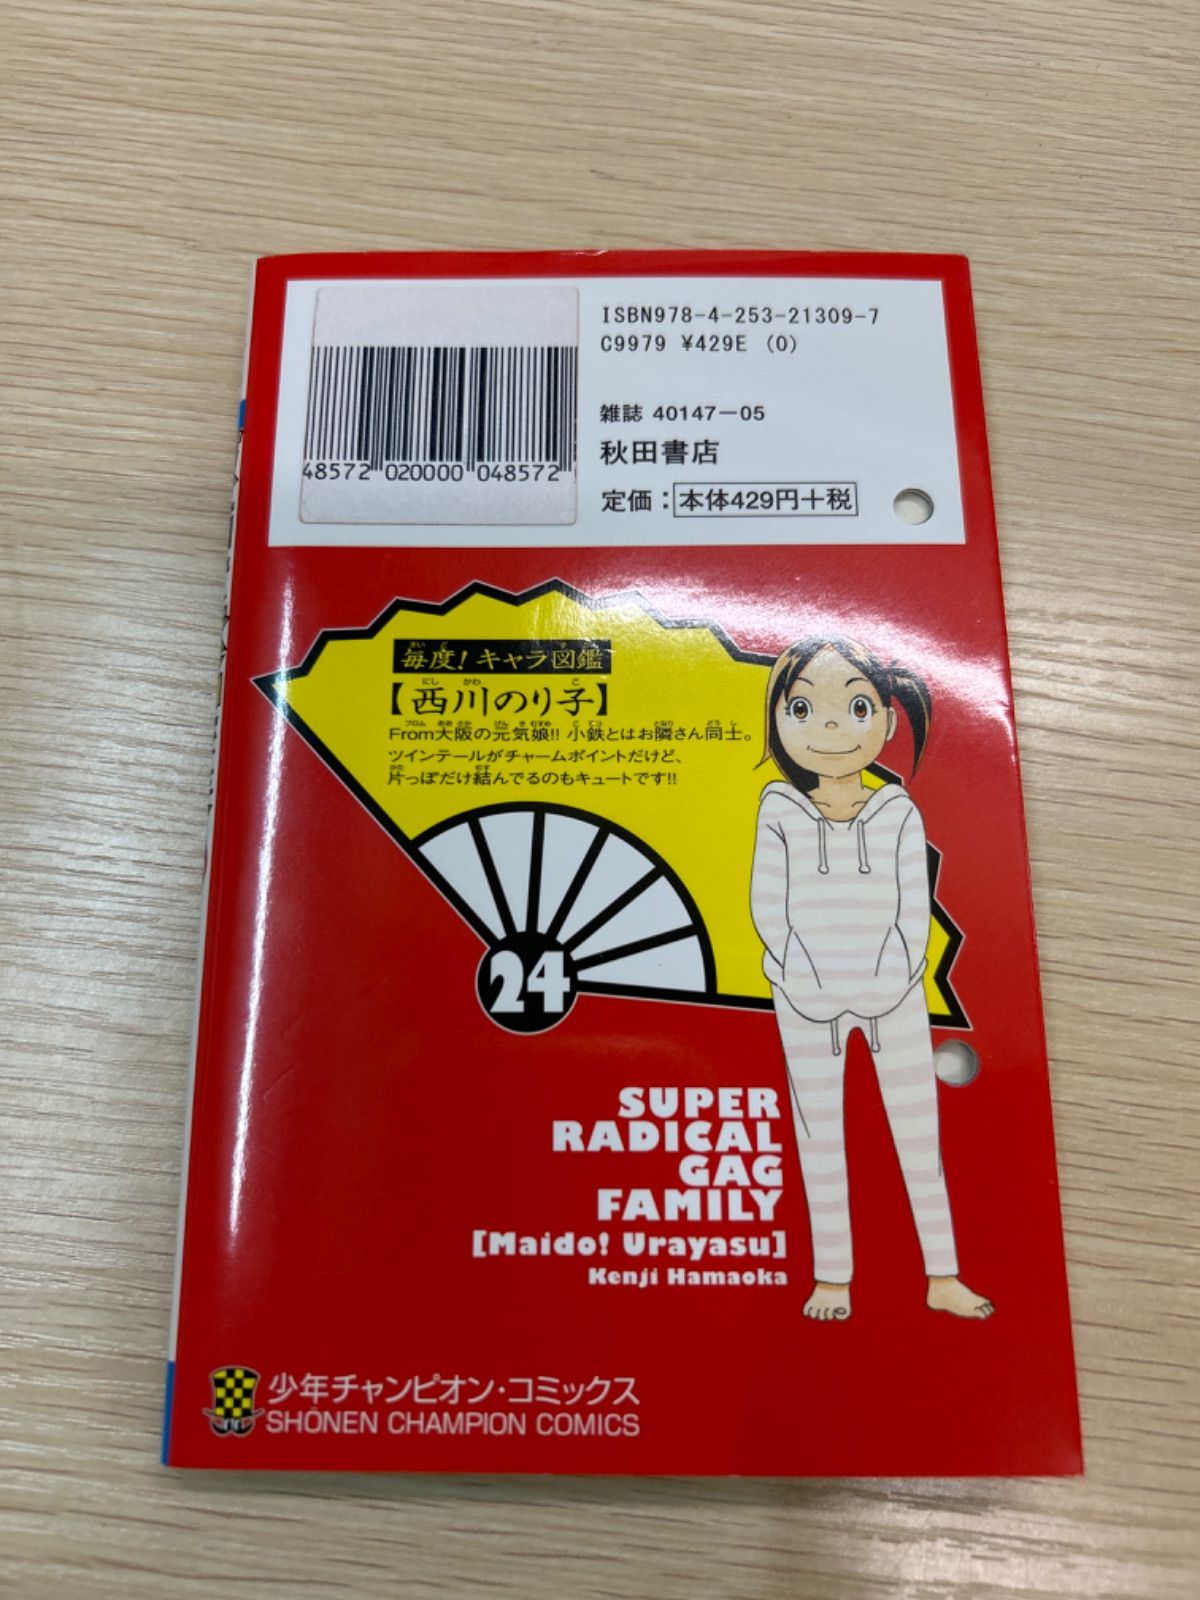 ISBN978-4-253-21309-7
C9979 ¥429E (0)
48572 020000 048572
雑誌 40147-05
秋田書店
定価：本体429円+税
毎度！キャラ図鑑
【西川のり子】
From大阪の元気娘!! 小鉄とはお隣さん同士。
ツインテールがチャームポイントだけど、
片っぽだけ結んでるのもキュートです!!
24
SUPER
RADICAL
GAG
FAMILY
[Maido! Urayasu]
Kenji Hamaoka
少年チャンピオン・コミックス
SHŌNEN CHAMPION COMICS